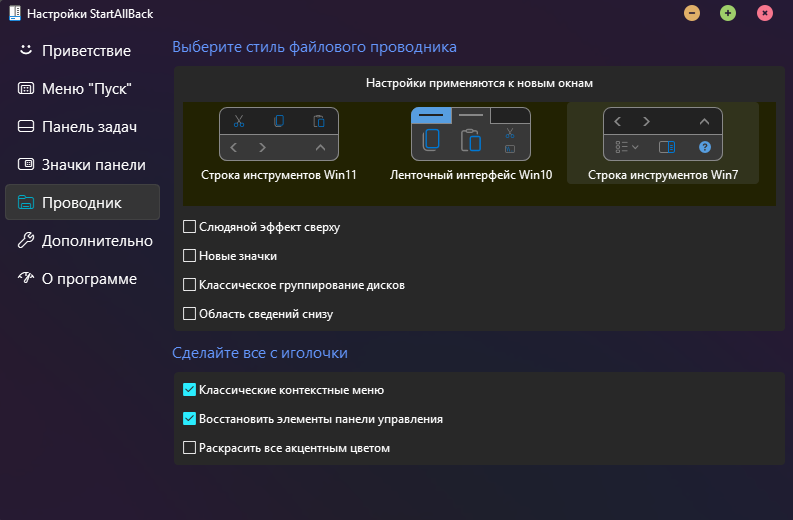 Настройки StartAllBack
Приветствие
Меню "Пуск"
Панель задач
Значки панели
Проводник
Дополнительно
О программе
Выберите стиль файлового проводника
Настройки применяются к новым окнам
Строка инструментов Win11
Ленточный интерфейс Win10
Строка инструментов Win7
Слюдяной эффект сверху
Новые значки
Классическое группирование дисков
Область сведений снизу
Сделайте все с иголочки
Классические контекстные меню
Восстановить элементы панели управления
Раскрасить все акцентным цветом